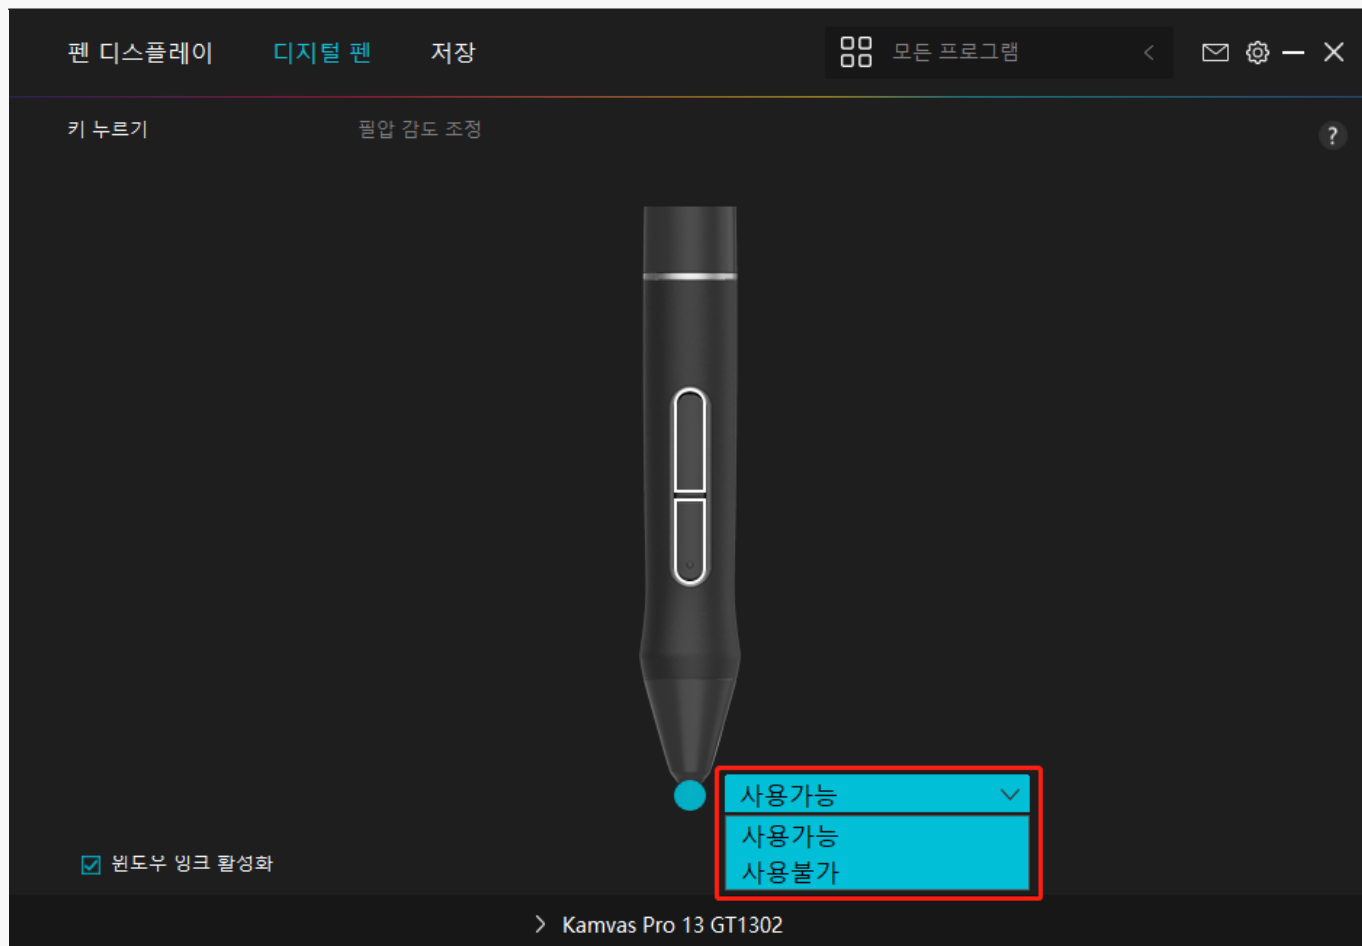 펜 디스플레이 디지털 펜 저장 모든 프로그램
키 누르기 필압 감도 조정 ?
사용가능
사용가능
사용불가
윈도우 잉크 활성화
Kamvas Pro 13 GT1302